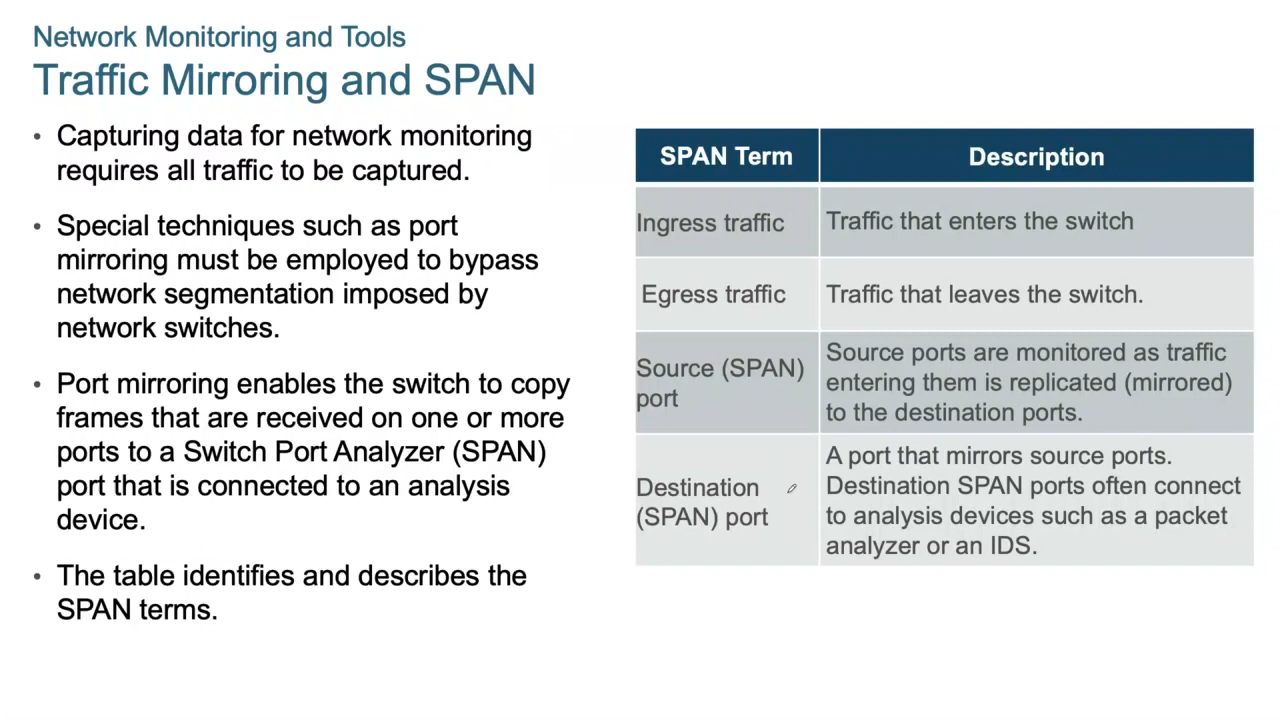 Network Monitoring and Tools
Traffic Mirroring and SPAN
• Capturing data for network monitoring
requires all traffic to be captured.
• Special techniques such as port
mirroring must be employed to bypass
network segmentation imposed by
network switches.
• Port mirroring enables the switch to copy
frames that are received on one or more
ports to a Switch Port Analyzer (SPAN)
port that is connected to an analysis
device.
• The table identifies and describes the
SPAN terms.
SPAN Term
Description
Ingress traffic
Traffic that enters the switch
Egress traffic
Traffic that leaves the switch.
Source (SPAN)
port
Source ports are monitored as traffic
entering them is replicated (mirrored)
to the destination ports.
Destination
(SPAN) port
A port that mirrors source ports.
Destination SPAN ports often connect
to analysis devices such as a packet
analyzer or an IDS.